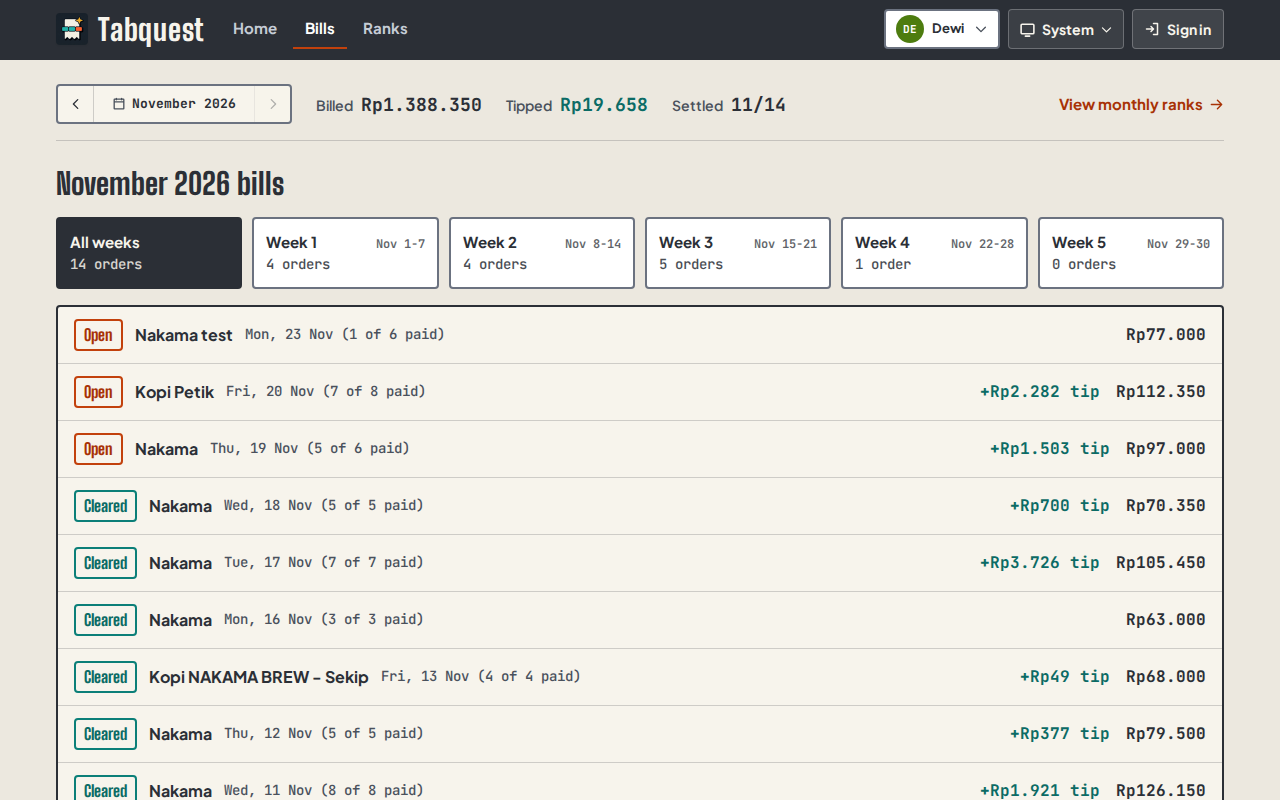 Tabquest Home Bills Ranks DE Dewi System Sign in
November 2026 Billed Rp1.388.350 Tipped Rp19.658 Settled 11/14 View monthly ranks →
November 2026 bills
All weeks
14 orders
Week 1 Nov 1-7
4 orders
Week 2 Nov 8-14
4 orders
Week 3 Nov 15-21
5 orders
Week 4 Nov 22-28
1 order
Week 5 Nov 29-30
0 orders
Open Nakama test Mon, 23 Nov (1 of 6 paid) Rp77.000
Open Kopi Petik Fri, 20 Nov (7 of 8 paid) +Rp2.282 tip Rp112.350
Open Nakama Thu, 19 Nov (5 of 6 paid) +Rp1.503 tip Rp97.000
Cleared Nakama Wed, 18 Nov (5 of 5 paid) +Rp700 tip Rp70.350
Cleared Nakama Tue, 17 Nov (7 of 7 paid) +Rp3.726 tip Rp105.450
Cleared Nakama Mon, 16 Nov (3 of 3 paid) Rp63.000
Cleared Kopi NAKAMA BREW – Sekip Fri, 13 Nov (4 of 4 paid) +Rp49 tip Rp68.000
Cleared Nakama Thu, 12 Nov (5 of 5 paid) +Rp377 tip Rp79.500
Cleared Nakama Wed, 11 Nov (8 of 8 paid) +Rp1.921 tip Rp126.150